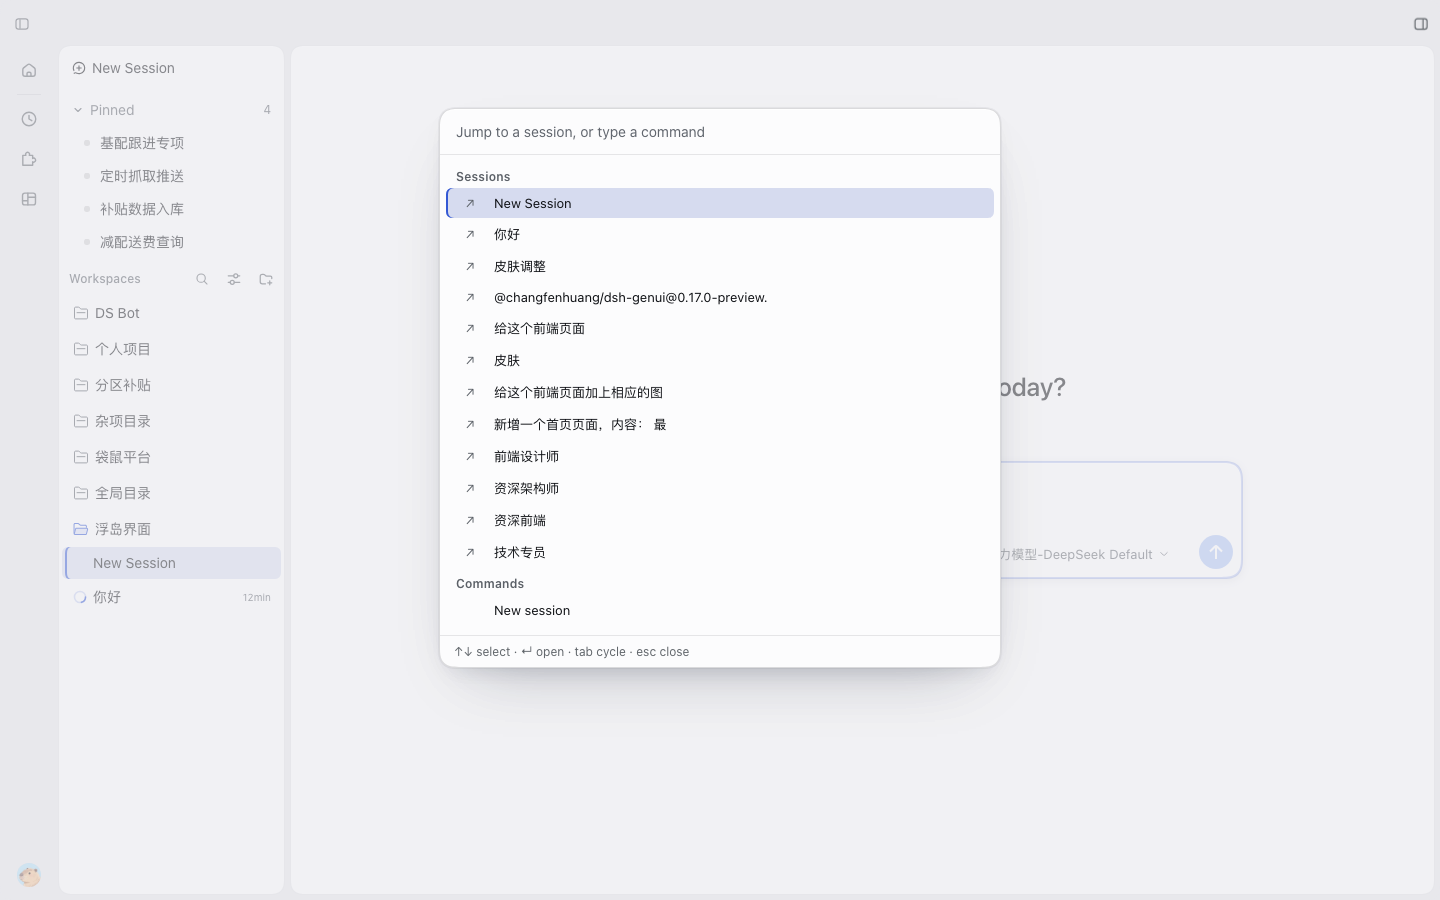 New Session
Pinned 4
基配跟进专项
定时抓取推送
补贴数据入库
减配送费查询
Workspaces
DS Bot
个人项目
分区补贴
杂项目录
袋鼠平台
全局目录
浮岛界面
New Session
你好 12min
Jump to a session, or type a command
Sessions
New Session
你好
皮肤调整
@changfenhuang/dsh-genui@0.17.0-preview.
给这个前端页面
皮肤
给这个前端页面加上相应的图
新增一个首页页面，内容： 最
前端设计师
资深架构师
资深前端
技术专员
Commands
New session
↑↓ select · ↵ open · tab cycle · esc close
oday?
力模型-DeepSeek Default